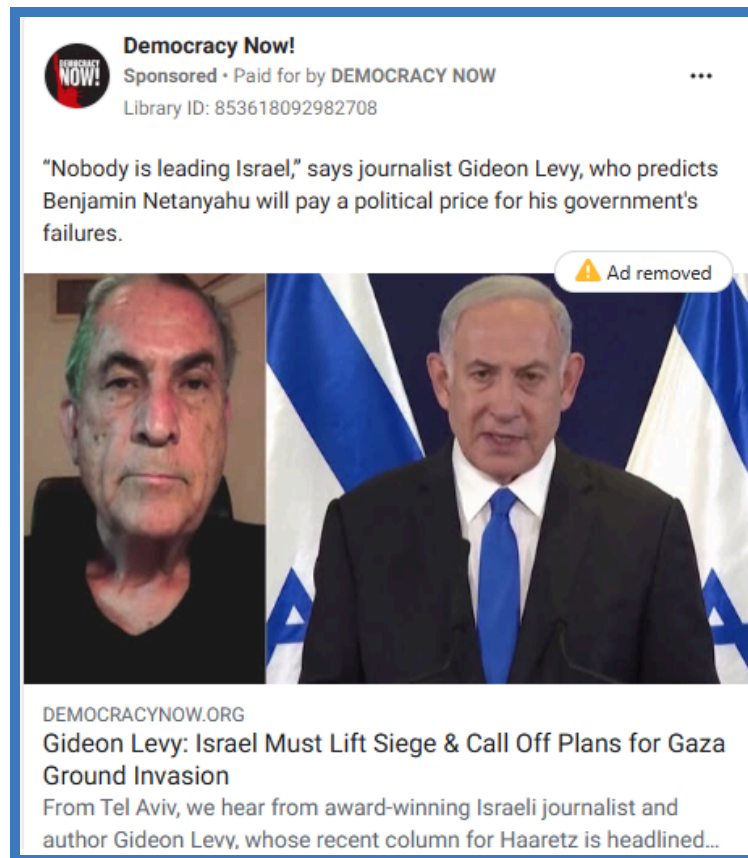 DEMOCRACY
NOW!
Democracy Now!
Sponsored • Paid for by DEMOCRACY NOW
Library ID: 853618092982708
“Nobody is leading Israel,” says journalist Gideon Levy, who predicts
Benjamin Netanyahu will pay a political price for his government's
failures.
Ad removed
DEMOCRACYNOW.ORG
Gideon Levy: Israel Must Lift Siege & Call Off Plans for Gaza
Ground Invasion
From Tel Aviv, we hear from award-winning Israeli journalist and
author Gideon Levy, whose recent column for Haaretz is headlined...